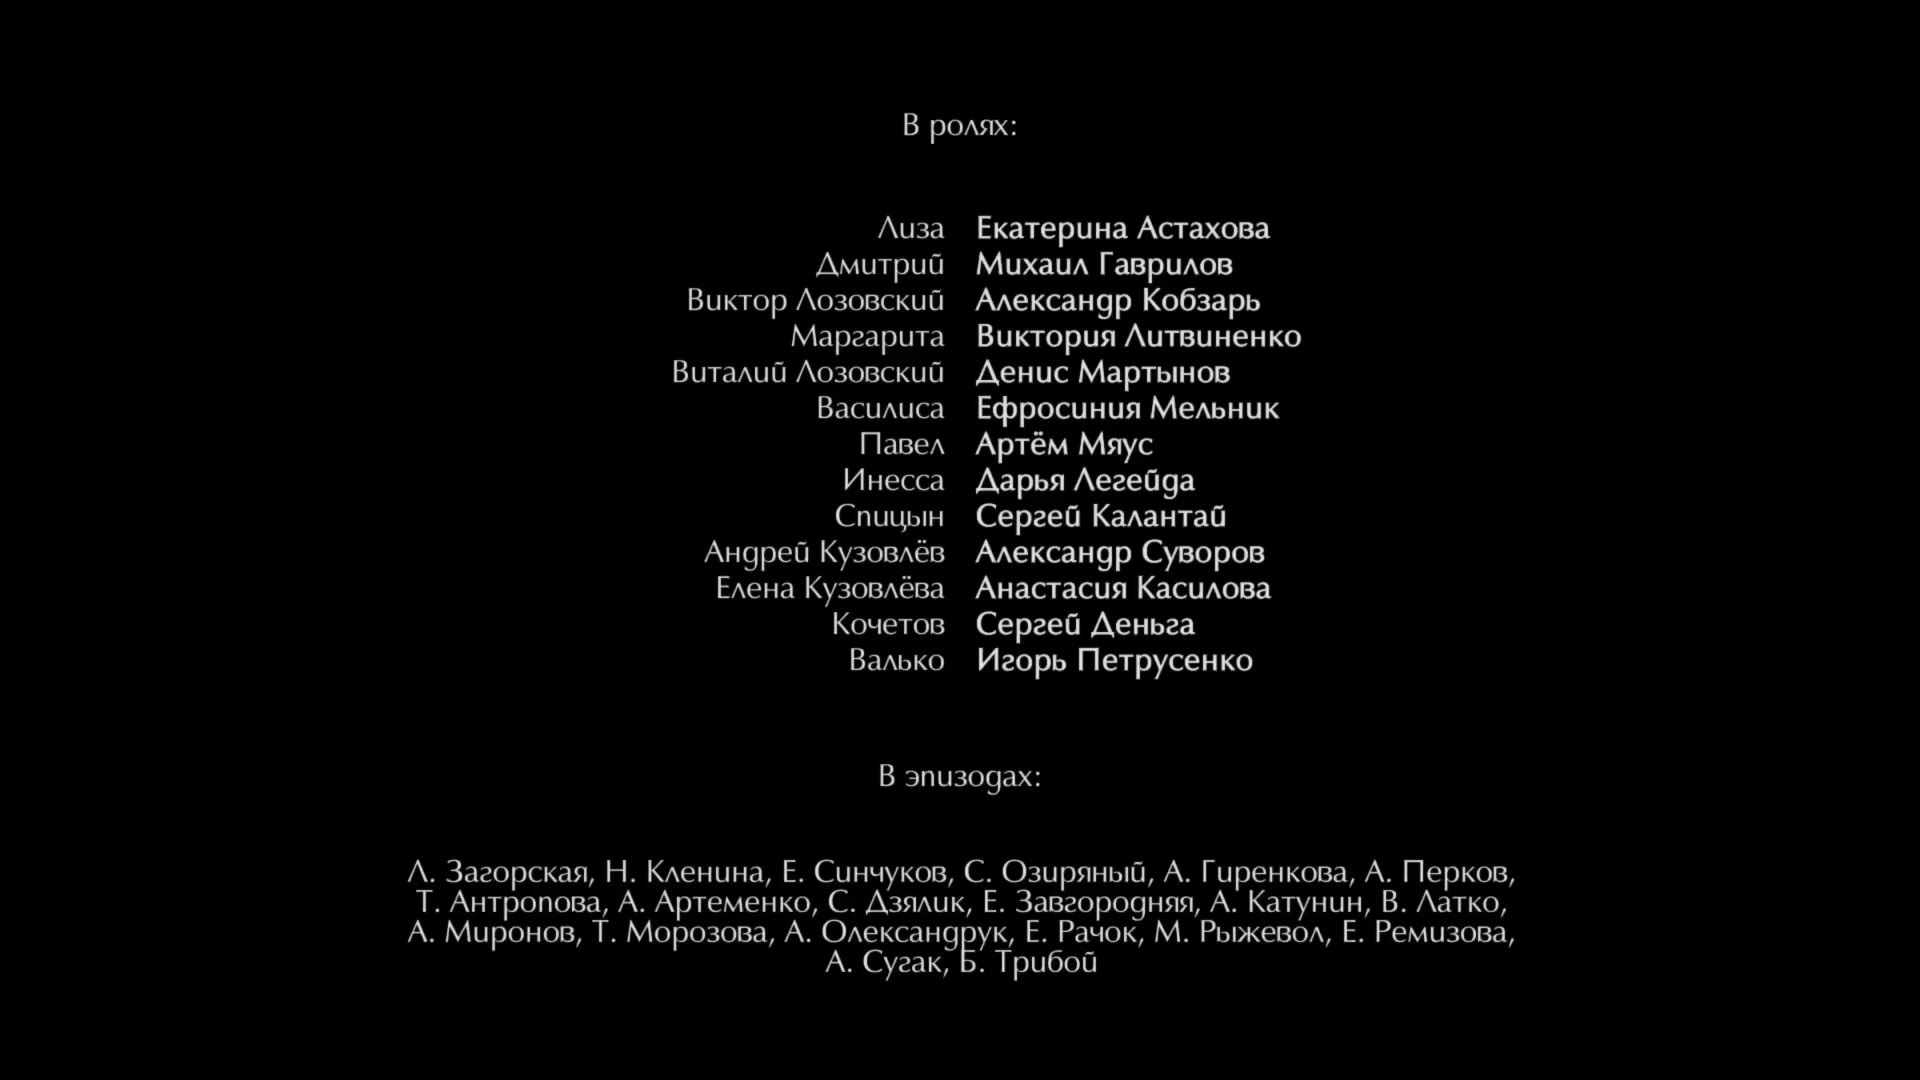 В ролях:
Лиза Екатерина Астахова
Дмитрий Михаил Гаврилов
Виктор Лозовский Александр Кобзарь
Маргарита Виктория Литвиненко
Виталий Лозовский Денис Мартынов
Василиса Ефросиния Мельник
Павел Артём Мяус
Инесса Дарья Легейда
Спицын Сергей Калантай
Андрей Кузовлёв Александр Суворов
Елена Кузовлёва Анастасия Касилова
Кочетов Сергей Деньга
Валько Игорь Петрусенко
В эпизодах:
Л. Загорская, Н. Кленина, Е. Синчуков, С. Озиряный, А. Гиренкова, А. Перков,
Т. Антропова, А. Артеменко, С. Дзялик, Е. Завгородняя, А. Катунин, В. Латко,
А. Миронов, Т. Морозова, А. Олександрук, Е. Рачок, М. Рыжевол, Е. Ремизова,
А. Сугак, Б. Трибой